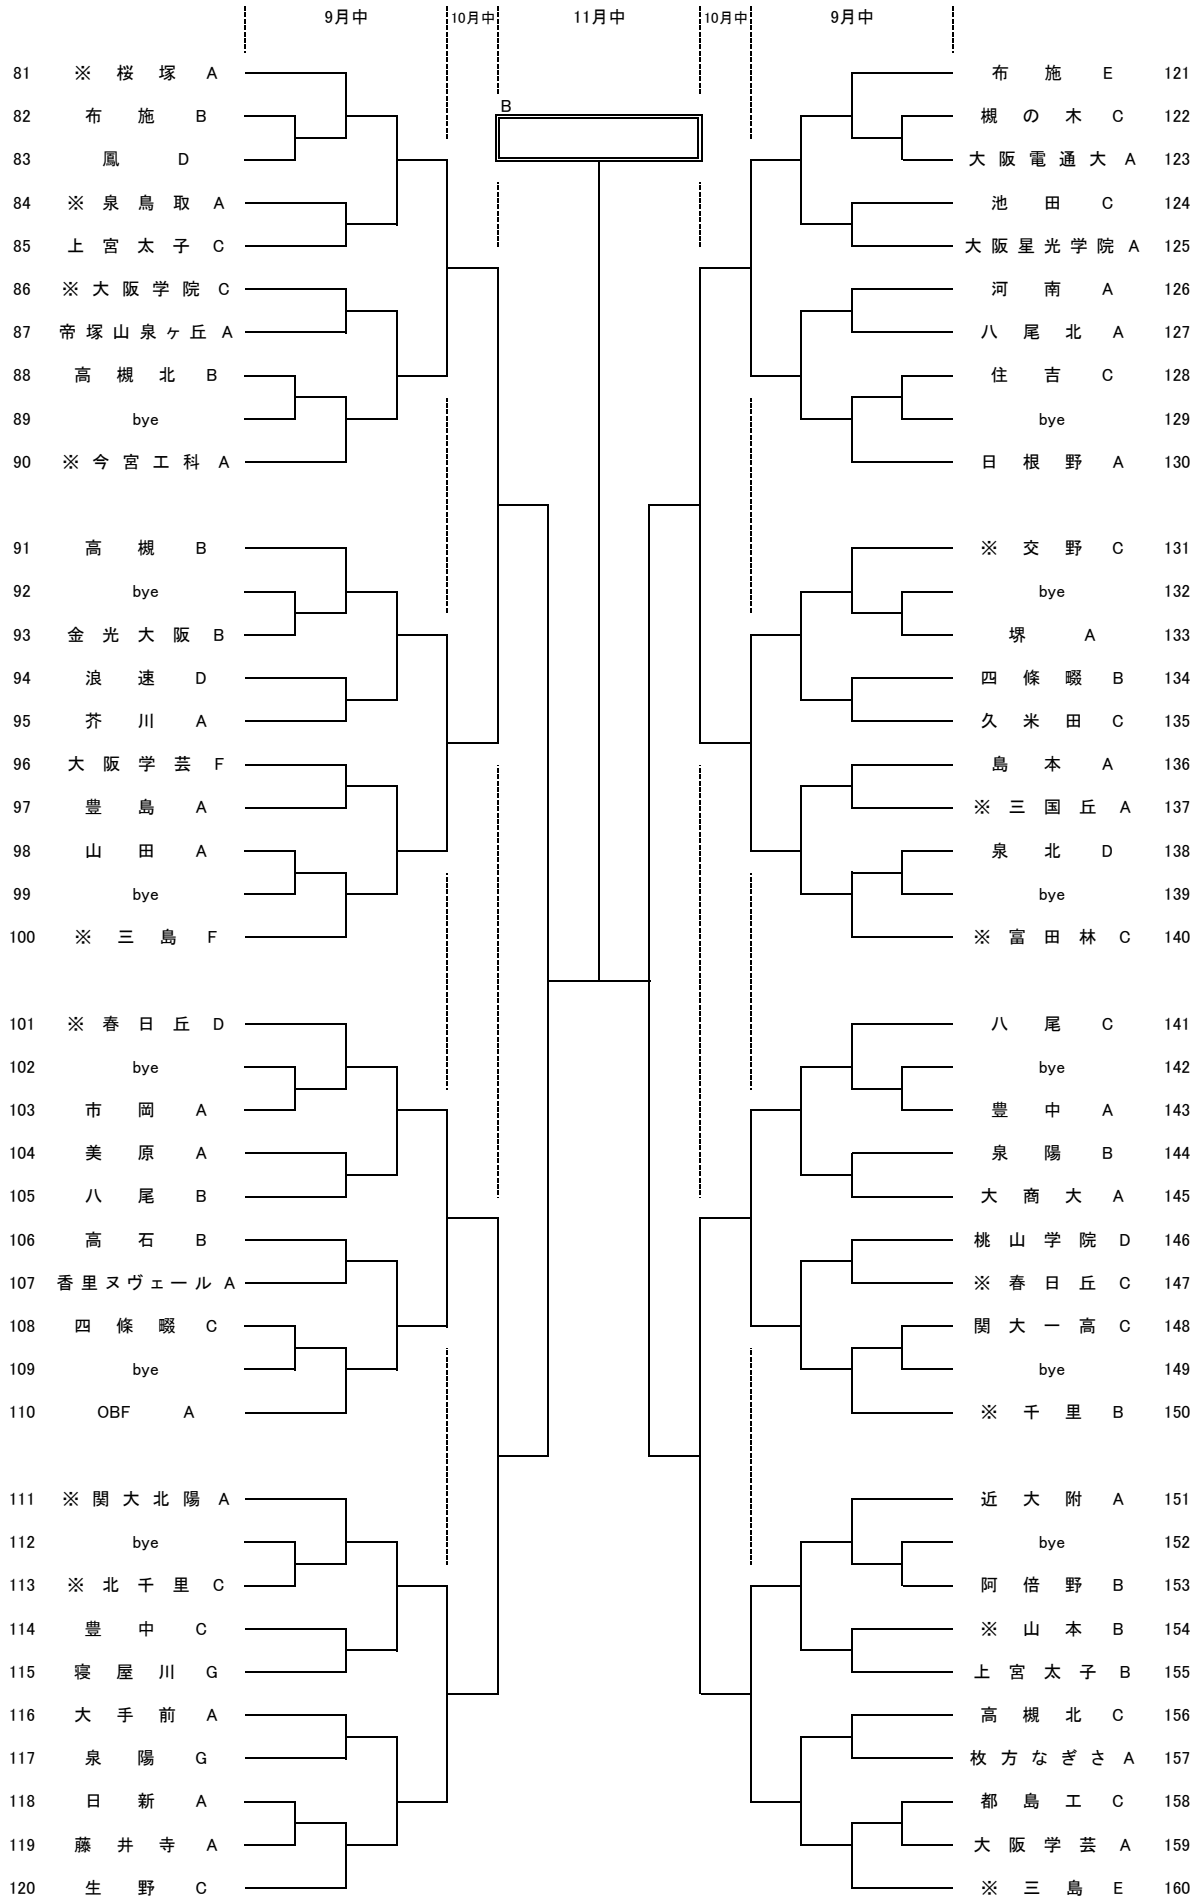 9月中 10月中 11月中 10月中 9月中
81 ※ 桜 塚 A 布 施 E 121
B
82 布 施 B 槻 の 木 C 122
83 鳳 D 大 阪 電 通 大 A 123
84 ※ 泉 鳥 取 A 池 田 C 124
85 上 宮 太 子 C 大 阪 星 光 学 院 A 125
86 ※ 大 阪 学 院 C 河 南 A 126
87 帝 塚 山 泉 ヶ 丘 A 八 尾 北 A 127
88 高 槻 北 B 住 吉 C 128
89 bye bye 129
90 ※ 今 宮 工 科 A 日 根 野 A 130
91 高 槻 B ※ 交 野 C 131
92 bye bye 132
93 金 光 大 阪 B 堺 A 133
94 浪 速 D 四 條 畷 B 134
95 芥 川 A 久 米 田 C 135
96 大 阪 学 芸 F 島 本 A 136
97 豊 島 A ※ 三 国 丘 A 137
98 山 田 A 泉 北 D 138
99 bye bye 139
100 ※ 三 島 F ※ 富 田 林 C 140
101 ※ 春 日 丘 D 八 尾 C 141
102 bye bye 142
103 市 岡 A 豊 中 A 143
104 美 原 A 泉 陽 B 144
105 八 尾 B 大 商 大 A 145
106 高 石 B 桃 山 学 院 D 146
107 香 里 ヌ ヴ ェ ー ル A ※ 春 日 丘 C 147
108 四 條 畷 C 関 大 一 高 C 148
109 bye bye 149
110 OBF A ※ 千 里 B 150
111 ※ 関 大 北 陽 A 近 大 附 A 151
112 bye bye 152
113 ※ 北 千 里 C 阿 倍 野 B 153
114 豊 中 C ※ 山 本 B 154
115 寝 屋 川 G 上 宮 太 子 B 155
116 大 手 前 A 高 槻 北 C 156
117 泉 陽 G 枚 方 な ぎ さ A 157
118 日 新 A 都 島 工 C 158
119 藤 井 寺 A 大 阪 学 芸 A 159
120 生 野 C ※ 三 島 E 160